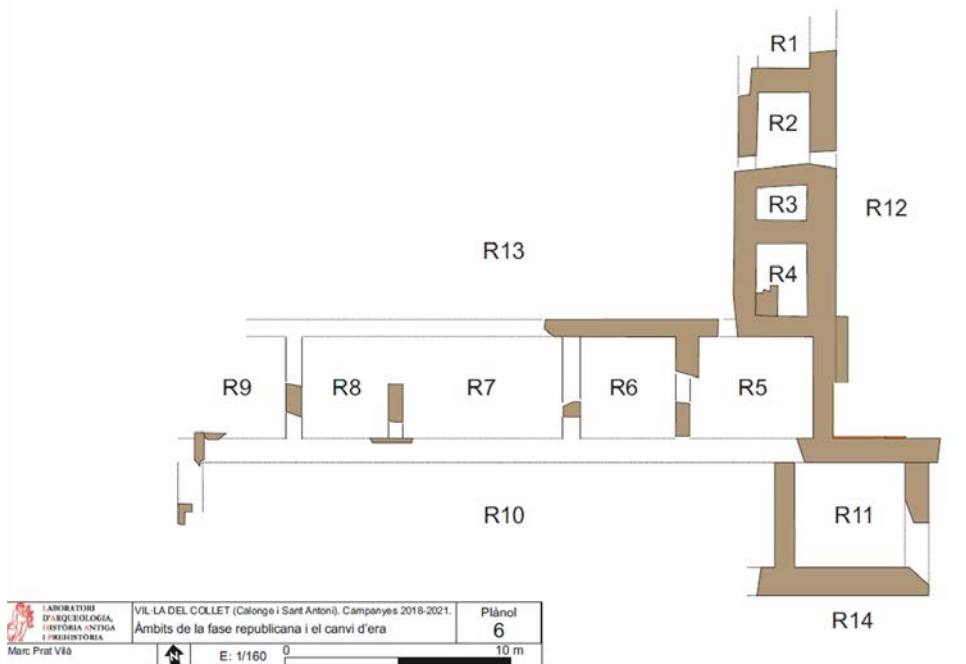 R1
R2
R3
R12
R13
R4
R9
R8
R7
R6
R5
R10
R11
R14
LABORATORI
D'ARQUEOLOGIA,
HISTÒRIA ANTIGA
I PREHISTÒRIA
VIL·LA DEL COLLET (Calonge i Sant Antoni). Campanyes 2018-2021.
Àmbits de la fase republicana i el canvi d'era
Plànol
6
Marc Prat Vilà
N
E: 1/160
0
10 m